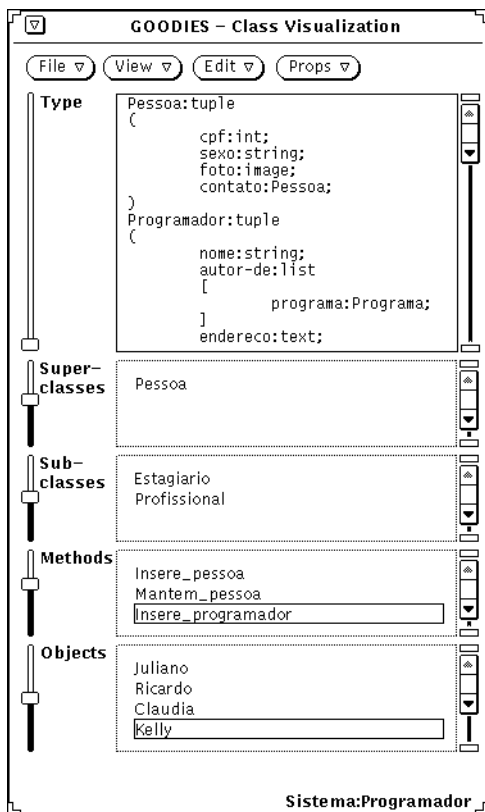 GOODIES – Class Visualization
File View Edit Props
Type
Pessoa:tuple
(
cpf:int;
sexo:string;
foto:image;
contato:Pessoa;
)
Programador:tuple
(
nome:string;
autor-de:list
[
programa:Programa;
]
endereco:text;
Super-
classes
Pessoa
Sub-
classes
Estagiario
Profissional
Methods
Insere_pessoa
Mantem_pessoa
Insere_programador
Objects
Juliano
Ricardo
Claudia
Kelly
Sistema:Programador